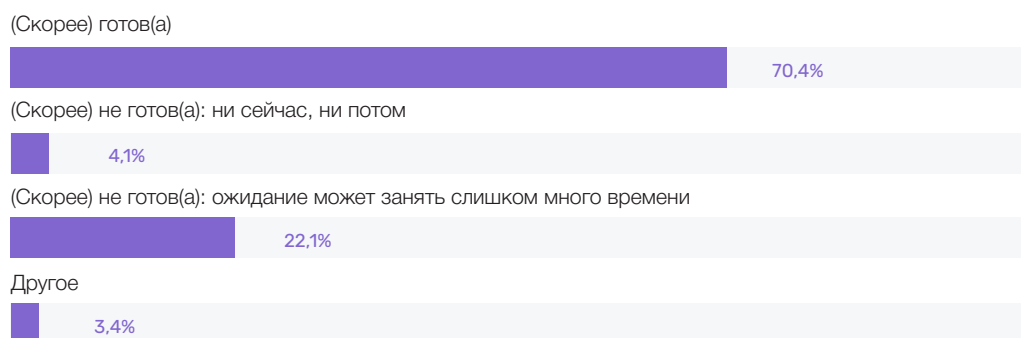 (Скорее) готов(а)
70,4%
(Скорее) не готов(а): ни сейчас, ни потом
4,1%
(Скорее) не готов(а): ожидание может занять слишком много времени
22,1%
Другое
3,4%